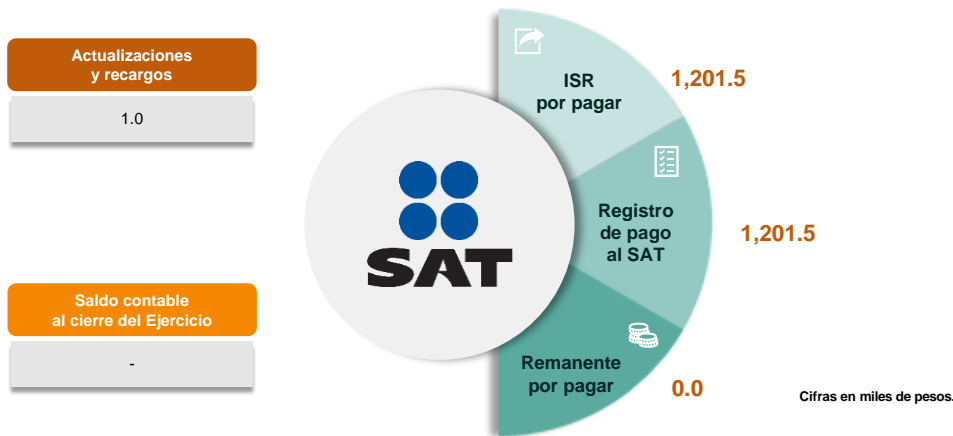 Actualizaciones
y recargos
1.0
Saldo contable
al cierre del Ejercicio
-
SAT
ISR
por pagar
1,201.5
Registro
de pago
al SAT
1,201.5
Remanente
por pagar
0.0
Cifras en miles de pesos.